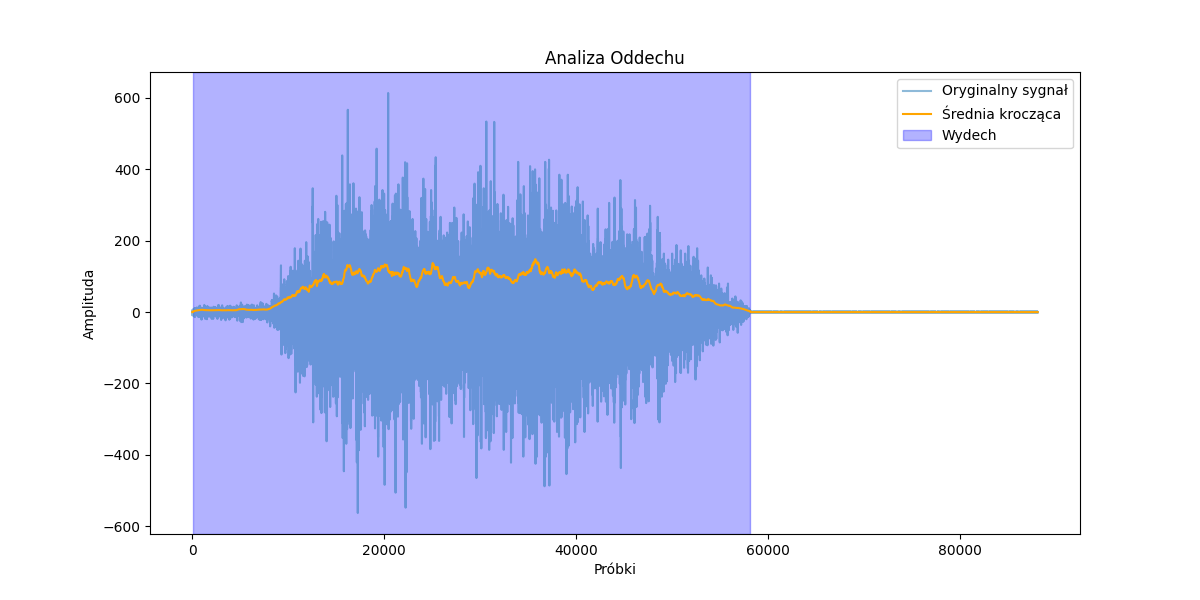 Analiza Oddechu
Oryginalny sygnał
Średnia krocząca
Wydech
600
400
200
0
−200
−400
−600
Amplituda
0
20000
40000
60000
80000
Próbki